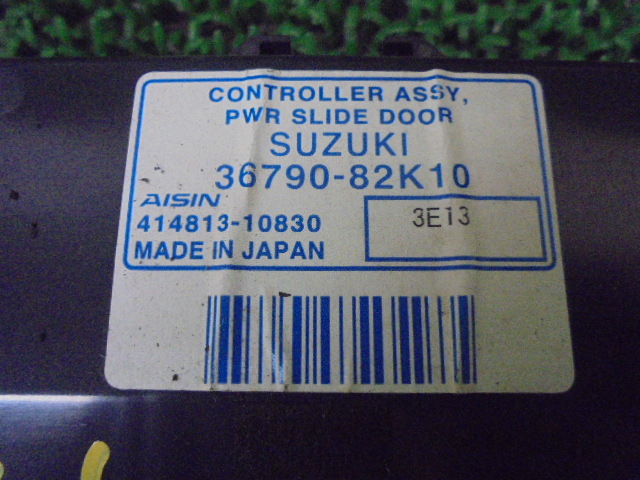 CONTROLLER ASSY,
PWR SLIDE DOOR
SUZUKI
36790-82K10
AISIN
414813-10830
3E13
MADE IN JAPAN